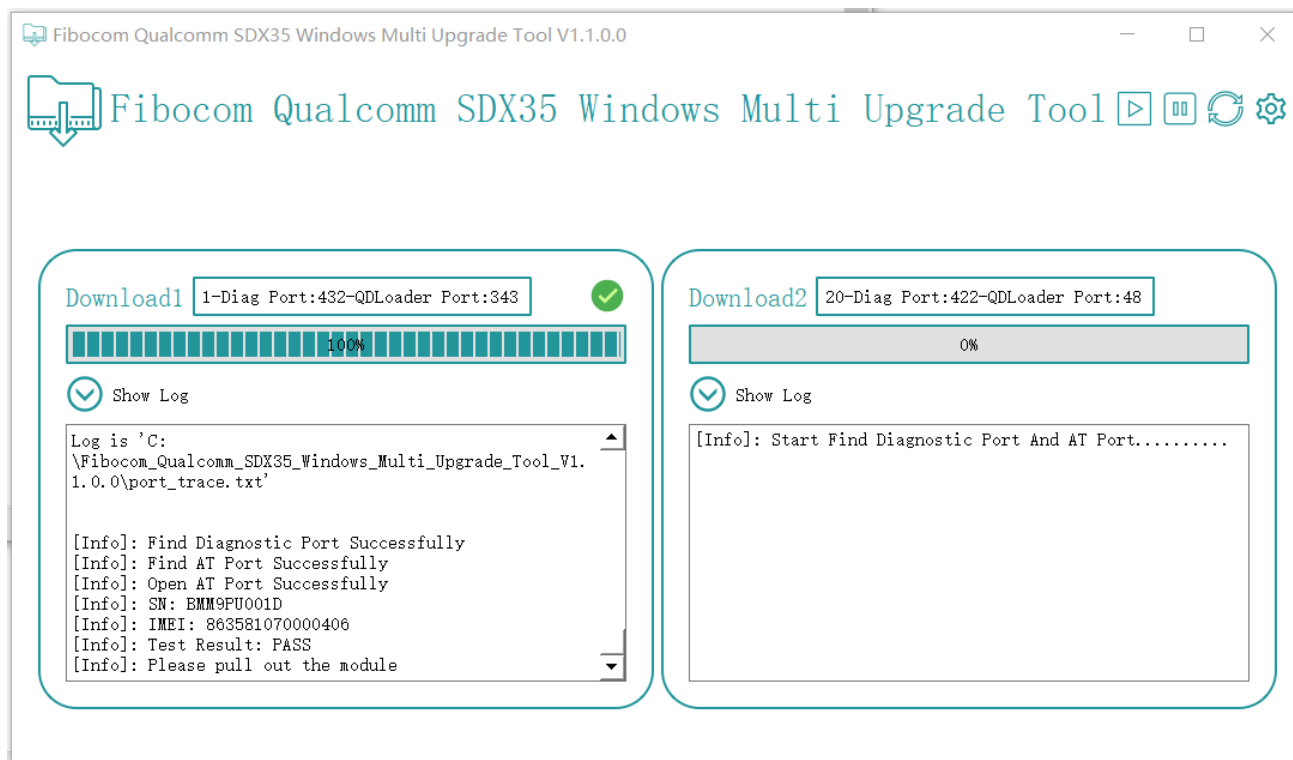 Fibocom Qualcomm SDX35 Windows Multi Upgrade Tool V1.1.0.0
Fibocom Qualcomm SDX35 Windows Multi Upgrade Tool
Download1
1-Diag Port:432-QDLoader Port:343
100%
Show Log
Log is 'C:
\Fibocom_Qualcomm_SDX35_Windows_Multi_Upgrade_Tool_V1.
1.0.0\port_trace.txt'
[Info]: Find Diagnostic Port Successfully
[Info]: Find AT Port Successfully
[Info]: Open AT Port Successfully
[Info]: SN: BMM9PU001D
[Info]: IMEI: 863581070000406
[Info]: Test Result: PASS
[Info]: Please pull out the module
Download2
20-Diag Port:422-QDLoader Port:48
0%
Show Log
[Info]: Start Find Diagnostic Port And AT Port..........